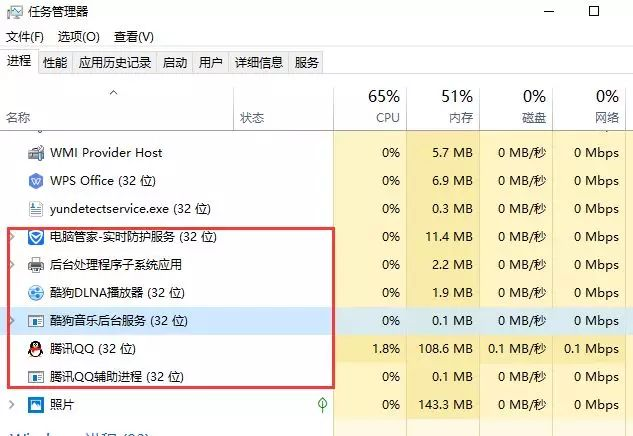 任务管理器
文件(F) 选项(O) 查看(V)
进程 性能 应用历史记录 启动 用户 详细信息 服务
65% 51% 0% 0%
名称 状态 CPU 内存 磁盘 网络
WMI Provider Host 0% 5.7 MB 0 MB/秒 0 Mbps
WPS Office (32 位) 0% 6.9 MB 0 MB/秒 0 Mbps
yundetectservice.exe (32 位) 0% 0.3 MB 0 MB/秒 0 Mbps
电脑管家-实时防护服务 (32 位) 0% 11.4 MB 0 MB/秒 0 Mbps
后台处理程序子系统应用 0% 2.2 MB 0 MB/秒 0 Mbps
酷狗DLNA播放器 (32 位) 0% 1.9 MB 0 MB/秒 0 Mbps
酷狗音乐后台服务 (32 位) 0% 0.1 MB 0 MB/秒 0 Mbps
腾讯QQ (32 位) 1.8% 108.6 MB 0.1 MB/秒 0.1 Mbps
腾讯QQ辅助进程 (32 位) 0% 0.1 MB 0 MB/秒 0 Mbps
照片 0% 143.3 MB 0 MB/秒 0 Mbps